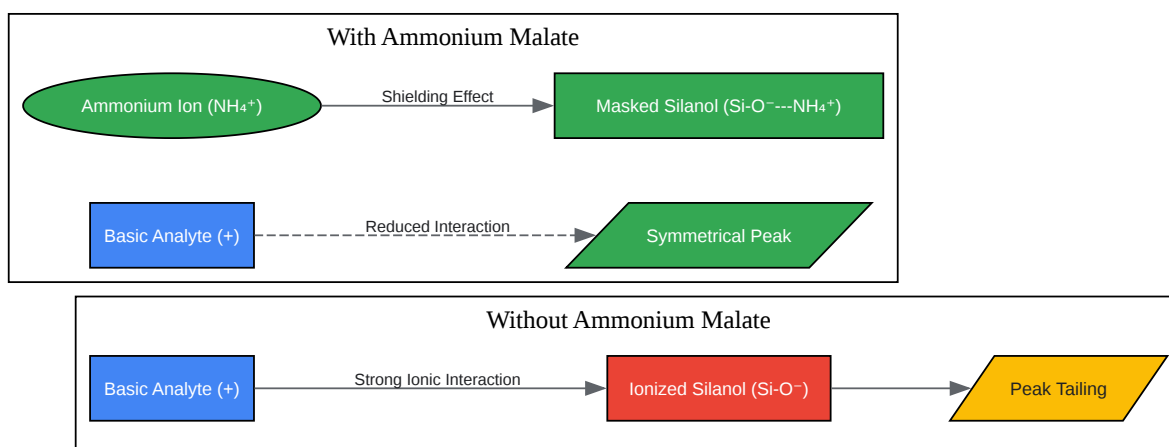 With Ammonium Malate
Ammonium Ion (NH₄⁺)
Shielding Effect
Masked Silanol (Si-O⁻---NH₄⁺)
Basic Analyte (+)
Reduced Interaction
Symmetrical Peak
Without Ammonium Malate
Basic Analyte (+)
Strong Ionic Interaction
Ionized Silanol (Si-O⁻)
Peak Tailing